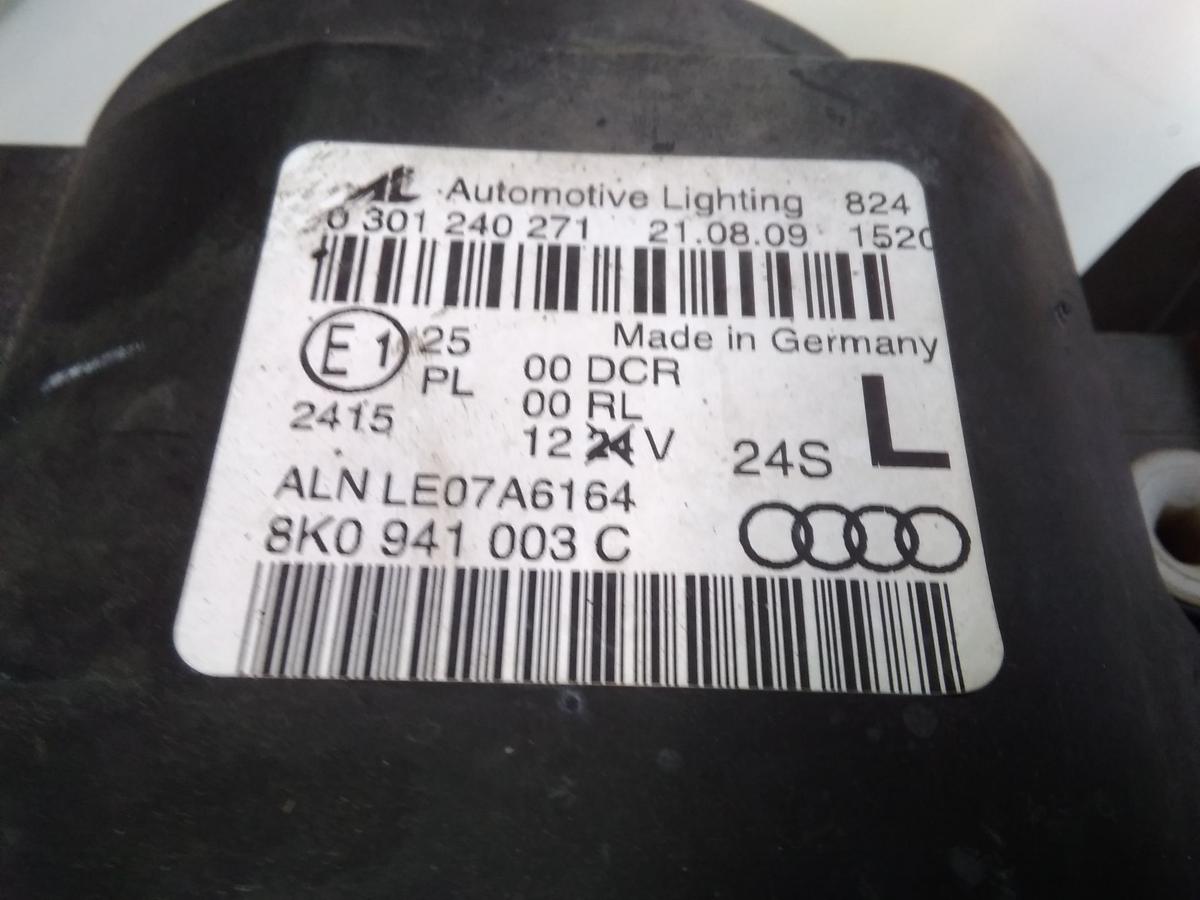 AL Automotive Lighting 824
0 301 240 271 21.08.09 1520
Made in Germany
E1 25
PL
2415
00 DCR
00 RL
12 24 V
24S
L
ALN LE07A6164
8K0 941 003 C